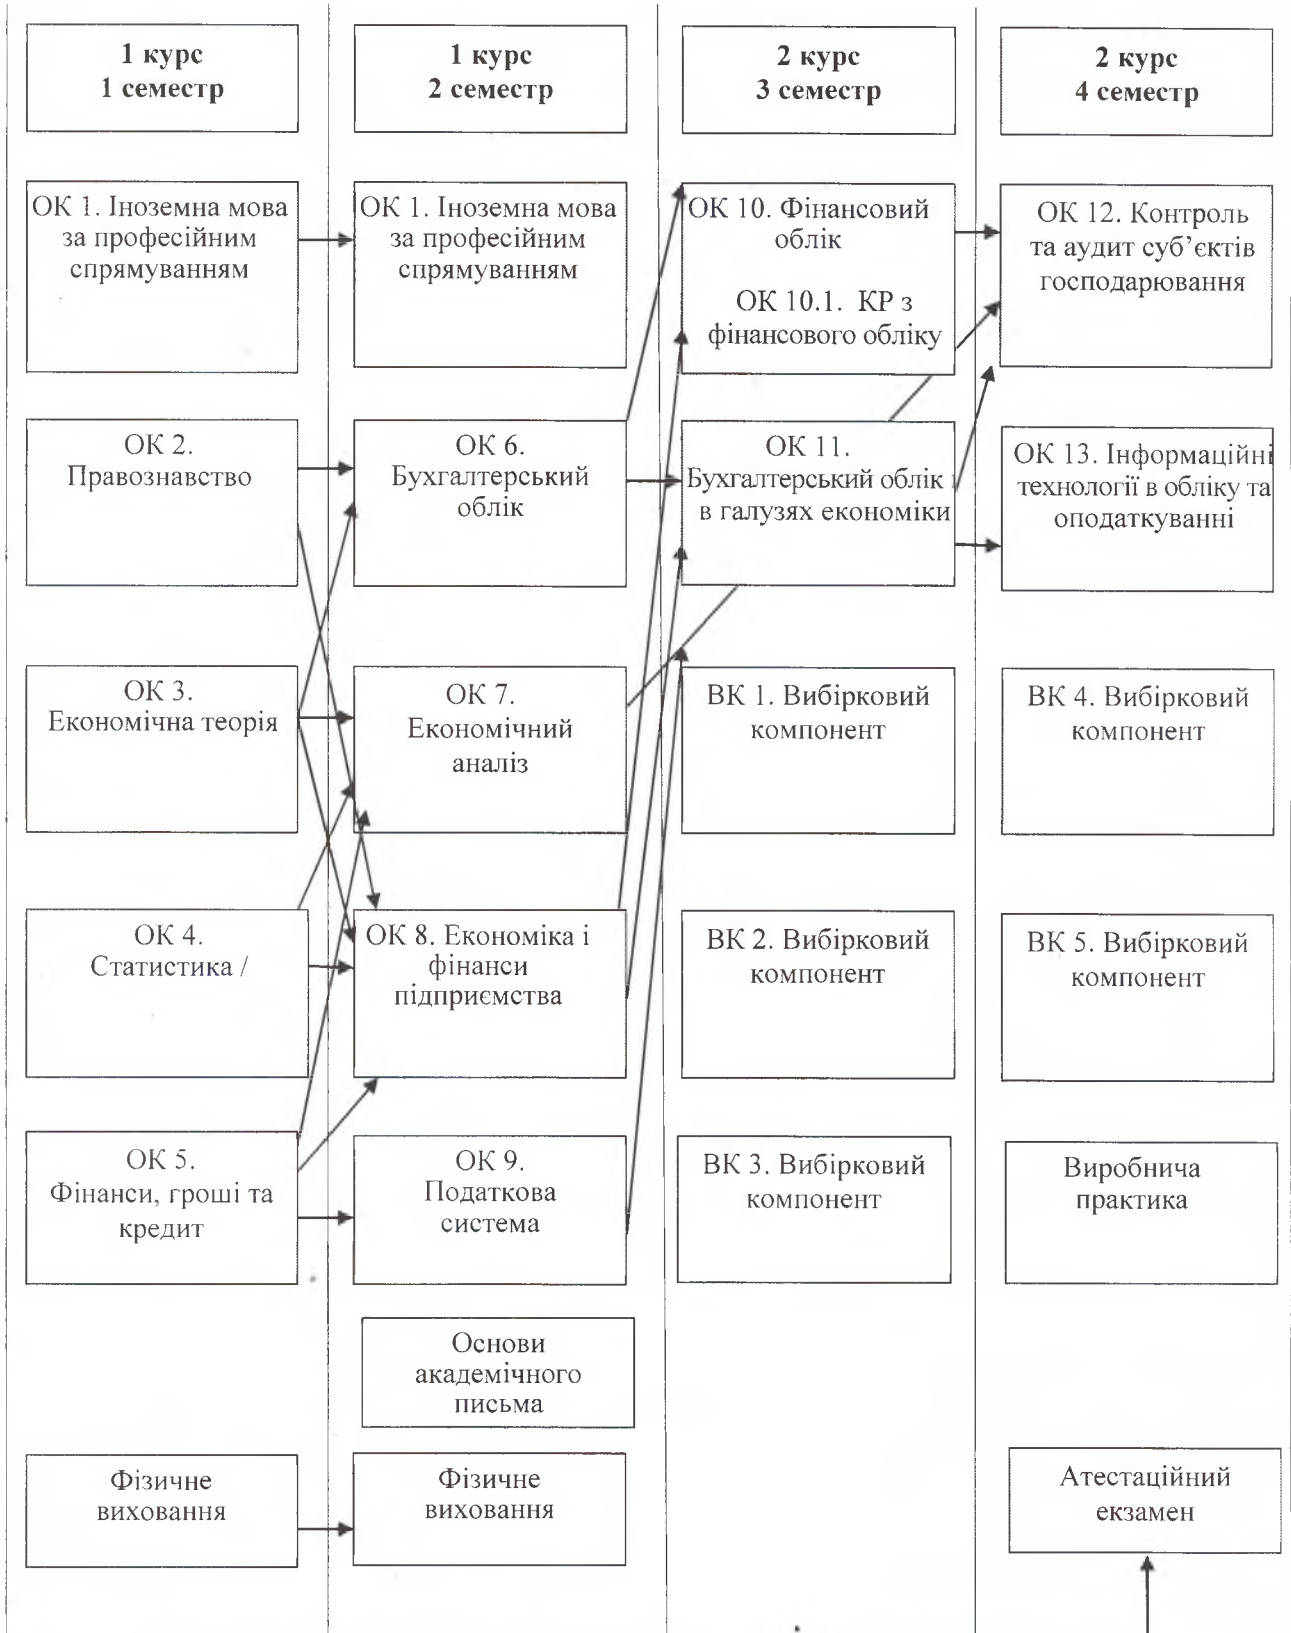 1 курс
1 семестр
1 курс
2 семестр
2 курс
3 семестр
2 курс
4 семестр
ОК 1. Іноземна мова
за професійним
спрямуванням
ОК 1. Іноземна мова
за професійним
спрямуванням
ОК 10. Фінансовий
облік
ОК 10.1. КР з
фінансового обліку
ОК 12. Контроль
та аудит суб’єктів
господарювання
ОК 2.
Правознавство
ОК 6.
Бухгалтерський
облік
ОК 11.
Бухгалтерський облік
в галузях економіки
ОК 13. Інформаційні
технології в обліку та
оподаткуванні
ОК 3.
Економічна теорія
ОК 7.
Економічний
аналіз
ВК 1. Вибірковий
компонент
ВК 4. Вибірковий
компонент
ОК 4.
Статистика /
ОК 8. Економіка і
фінанси
підприємства
ВК 2. Вибірковий
компонент
ВК 5. Вибірковий
компонент
ОК 5.
Фінанси, гроші та
кредит
ОК 9.
Податкова
система
ВК 3. Вибірковий
компонент
Виробнича
практика
Основи
академічного
письма
Фізичне
виховання
Фізичне
виховання
Атестаційний
екзамен